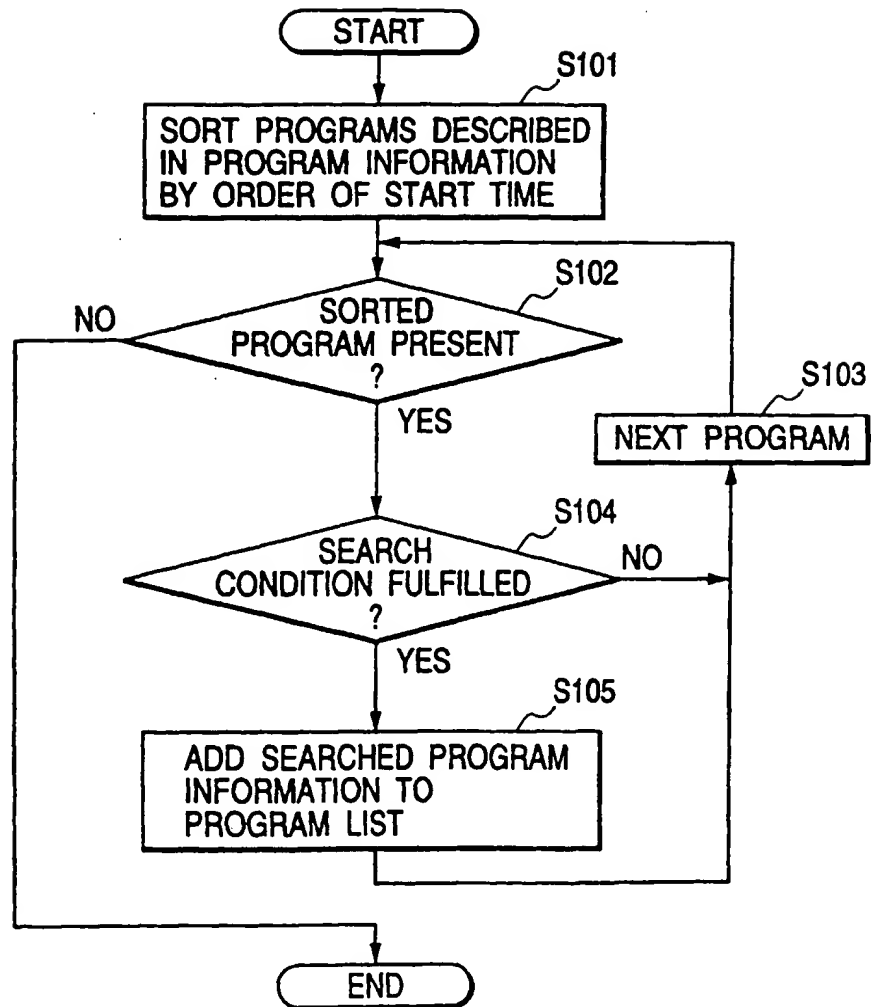 START
S101
SORT PROGRAMS DESCRIBED
IN PROGRAM INFORMATION
BY ORDER OF START TIME
S102
SORTED
PROGRAM PRESENT
?
NO
YES
S103
NEXT PROGRAM
S104
SEARCH
CONDITION FULFILLED
?
NO
YES
S105
ADD SEARCHED PROGRAM
INFORMATION TO
PROGRAM LIST
END